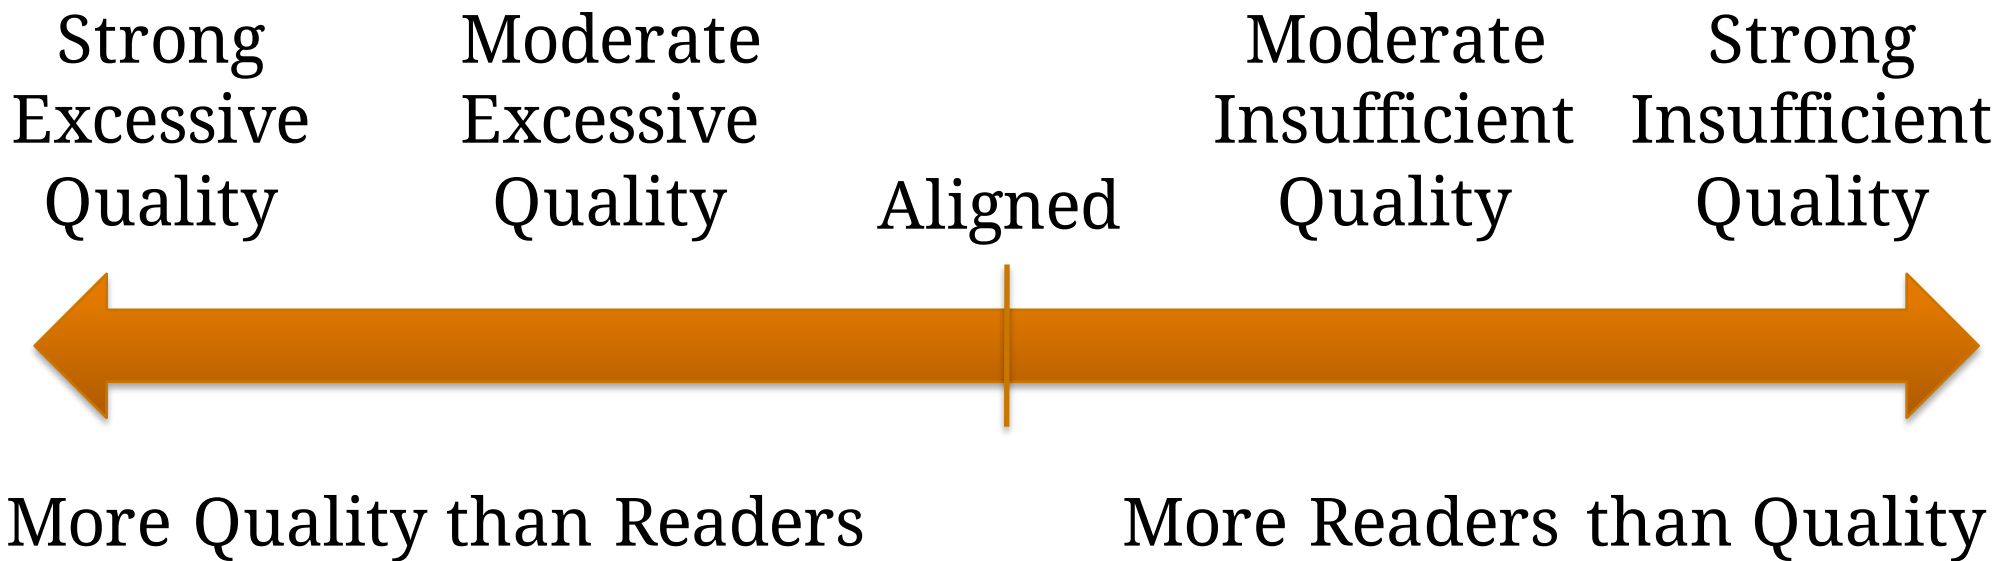 Strong
Excessive
Quality
Moderate
Excessive
Quality
Aligned
Moderate
Insufficient
Quality
Strong
Insufficient
Quality
More Quality than Readers
More Readers than Quality